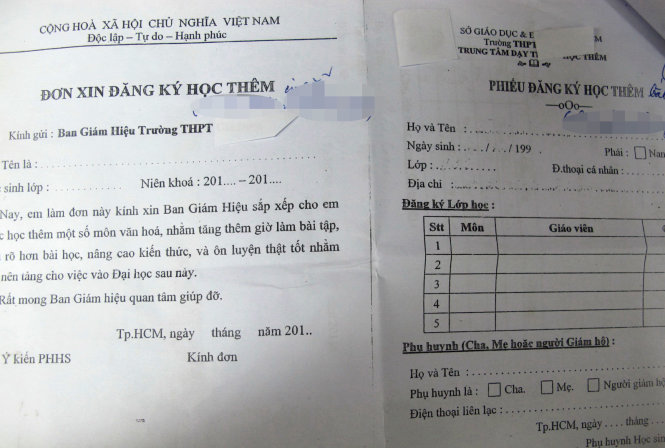 CỘNG HOÀ XÃ HỘI CHỦ NGHĨA VIỆT NAM
Độc lập – Tự do – Hạnh phúc
ĐƠN XIN ĐĂNG KÝ HỌC THÊM
Kính gửi : Ban Giám Hiệu Trường THPT
Tên là :
sinh lớp : Niên khoá : 201.... – 201....
Nay, em làm đơn này kính xin Ban Giám Hiệu sắp xếp cho em
học thêm một số môn văn hoá, nhằm tăng thêm giờ làm bài tập,
rõ hơn bài học, nâng cao kiến thức, và ôn luyện thật tốt nhằm
nên tảng cho việc vào Đại học sau này.
Rất mong Ban Giám hiệu quan tâm giúp đỡ.
Tp.HCM, ngày tháng năm 201..
Ý kiến PHHS Kính đơn
SỞ GIÁO DỤC &
Trường THPT
TRUNG TÂM DẠY HỌC THÊM
PHIẾU ĐĂNG KÝ HỌC THÊM
—oOo—
Họ và Tên :
Ngày sinh : ..../..../199 Phái : Nam
Lớp : Đ.thoại cá nhân :
Địa chỉ :
Đăng ký Lớp học :
Stt Môn Giáo viên
1
2
3
4
5
Phụ huynh (Cha, Mẹ hoặc người Giám hộ) :
Họ và Tên :
Phụ huynh là : Cha. Mẹ. Người giám hộ
Điện thoại liên lạc :
Tp.HCM, ngày .... tháng
Phụ huynh Học sinh